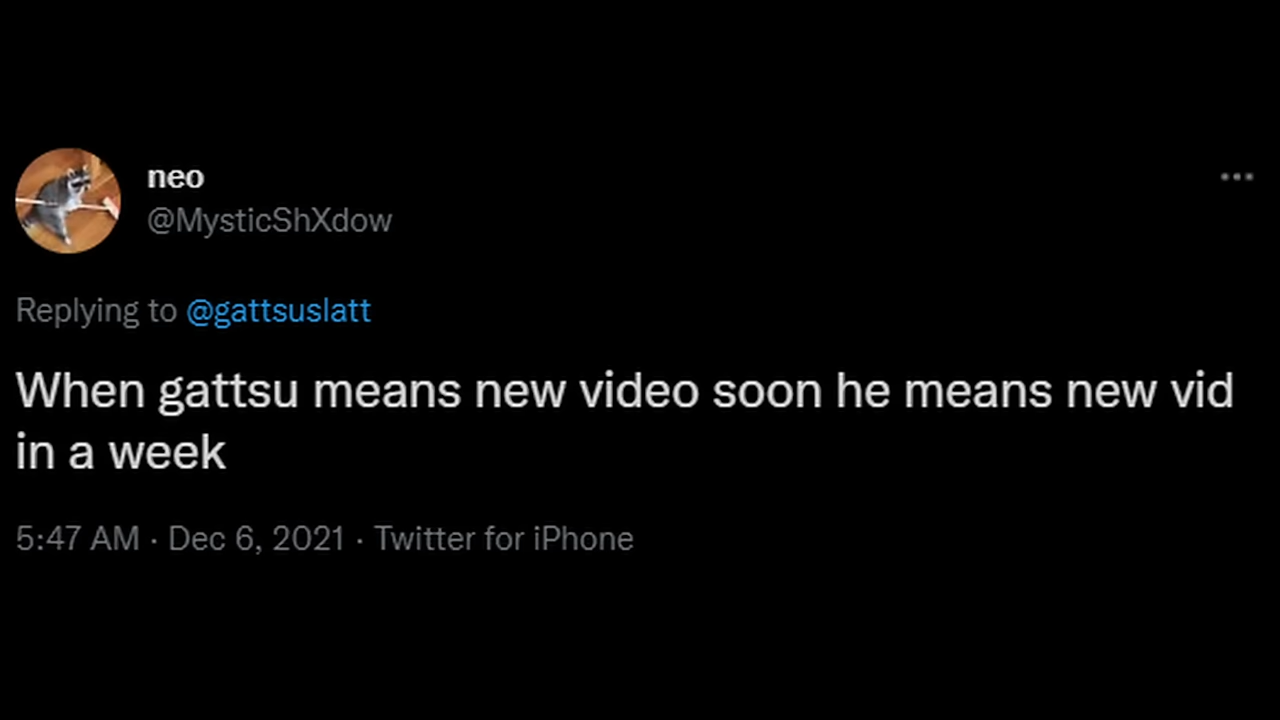 neo
@MysticShXdow
Replying to @gattsuslatt
When gattsu means new video soon he means new vid
in a week
5:47 AM · Dec 6, 2021 · Twitter for iPhone